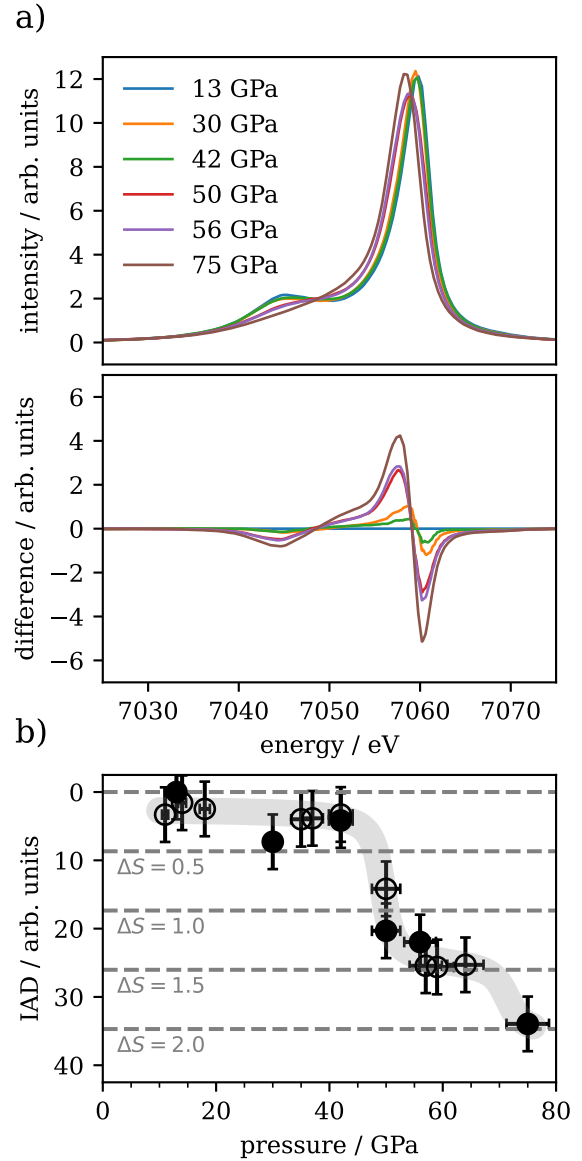 a)
intensity / arb. units
12
10
8
6
4
2
0
13 GPa
30 GPa
42 GPa
50 GPa
56 GPa
75 GPa
difference / arb. units
6
4
2
0
−2
−4
−6
7030 7040 7050 7060 7070
energy / eV
b)
IAD / arb. units
0
10
20
30
40
ΔS = 0.5
ΔS = 1.0
ΔS = 1.5
ΔS = 2.0
0 20 40 60 80
pressure / GPa